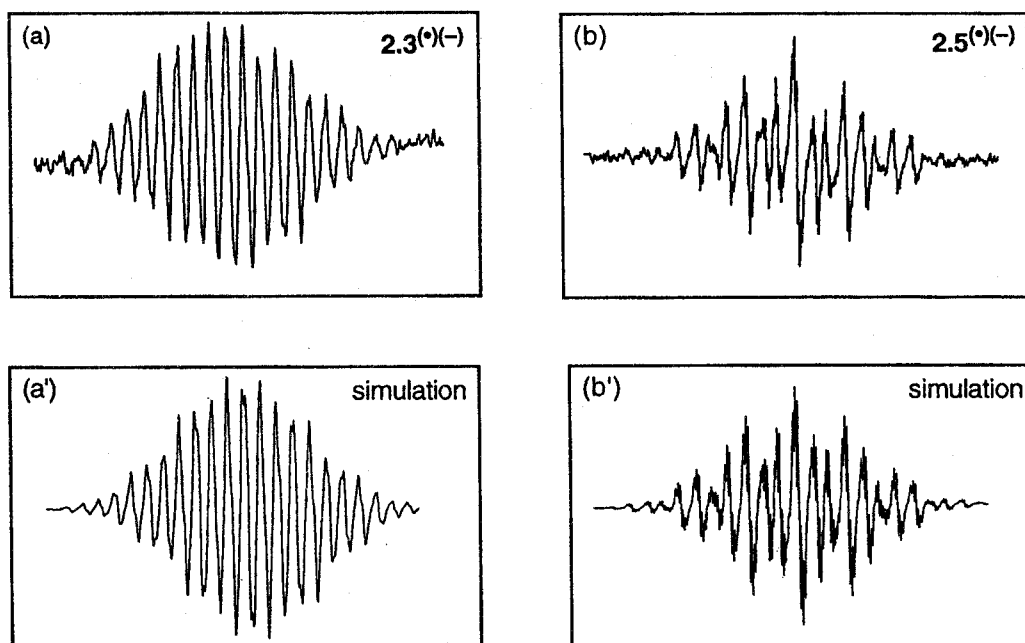 (a) 2.3(•)(–)
(b) 2.5(•)(–)
(a') simulation
(b') simulation